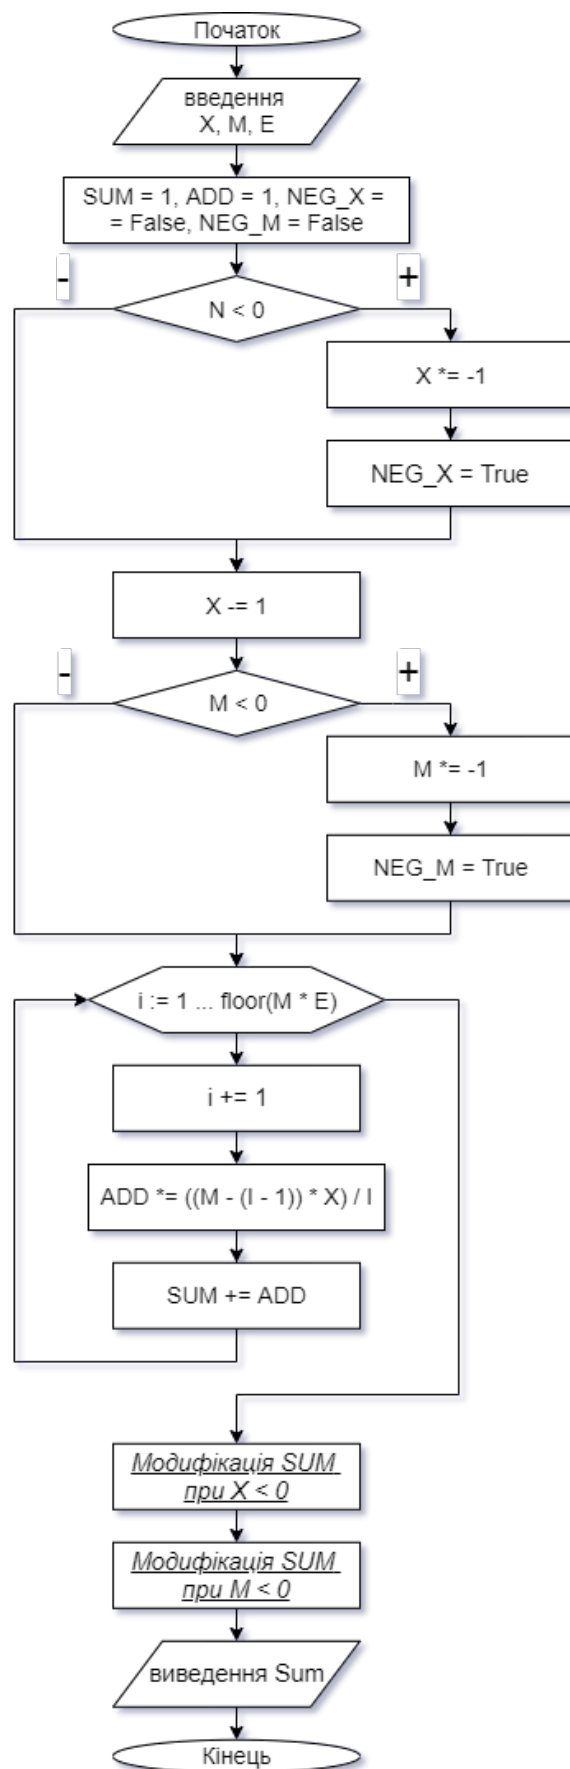 Початок
введення
X, M, E
SUM = 1, ADD = 1, NEG_X =
= False, NEG_M = False
-
+
N < 0
X *= -1
NEG_X = True
X -= 1
-
+
M < 0
M *= -1
NEG_M = True
i := 1 ... floor(M * E)
i += 1
ADD *= ((M - (I - 1)) * X) / I
SUM += ADD
Модифікація SUM
при X < 0
Модифікація SUM
при M < 0
виведення Sum
Кінець